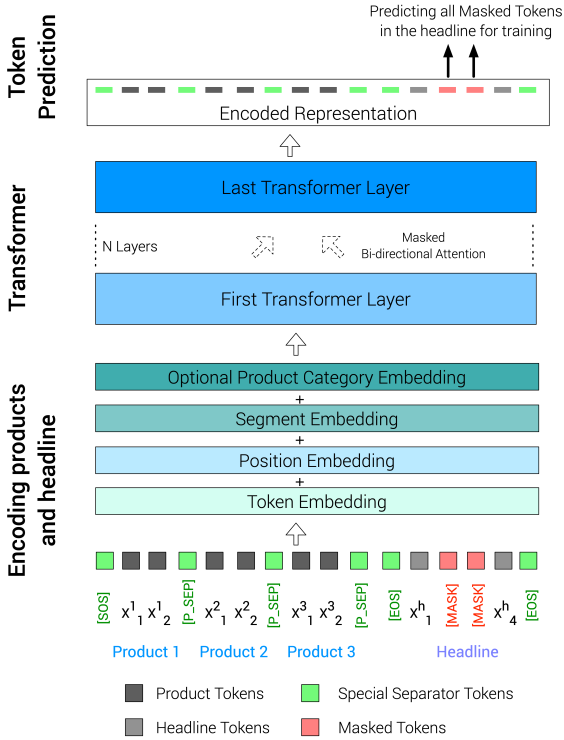 Predicting all Masked Tokens
in the headline for training
Token
Prediction
Encoded Representation
Transformer
Last Transformer Layer
N Layers
Masked
Bi-directional Attention
First Transformer Layer
Encoding products
and headline
Optional Product Category Embedding
+
Segment Embedding
+
Position Embedding
+
Token Embedding
[SOS] x¹₁ x¹₂ [P_SEP] x²₁ x²₂ [P_SEP] x³₁ x³₂ [P_SEP] [EOS] xʰ₁ [MASK] [MASK] xʰ₄ [EOS]
Product 1 Product 2 Product 3 Headline
Product Tokens Special Separator Tokens
Headline Tokens Masked Tokens